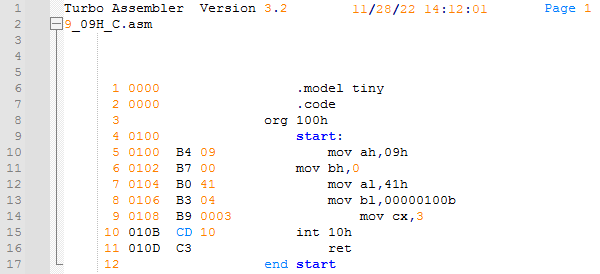 1 Turbo Assembler Version 3.2 11/28/22 14:12:01 Page 1
2 9_09H_C.asm
3
4
5
6 1 0000 .model tiny
7 2 0000 .code
8 3 org 100h
9 4 0100 start:
10 5 0100 B4 09 mov ah,09h
11 6 0102 B7 00 mov bh,0
12 7 0104 B0 41 mov al,41h
13 8 0106 B3 04 mov bl,00000100b
14 9 0108 B9 0003 mov cx,3
15 10 010B CD 10 int 10h
16 11 010D C3 ret
17 12 end start